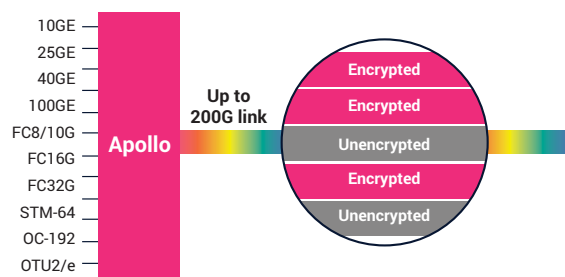 10GE
25GE
40GE
100GE
FC8/10G
FC16G
FC32G
STM-64
OC-192
OTU2/e
Apollo
Up to
200G link
Encrypted
Encrypted
Unencrypted
Encrypted
Unencrypted